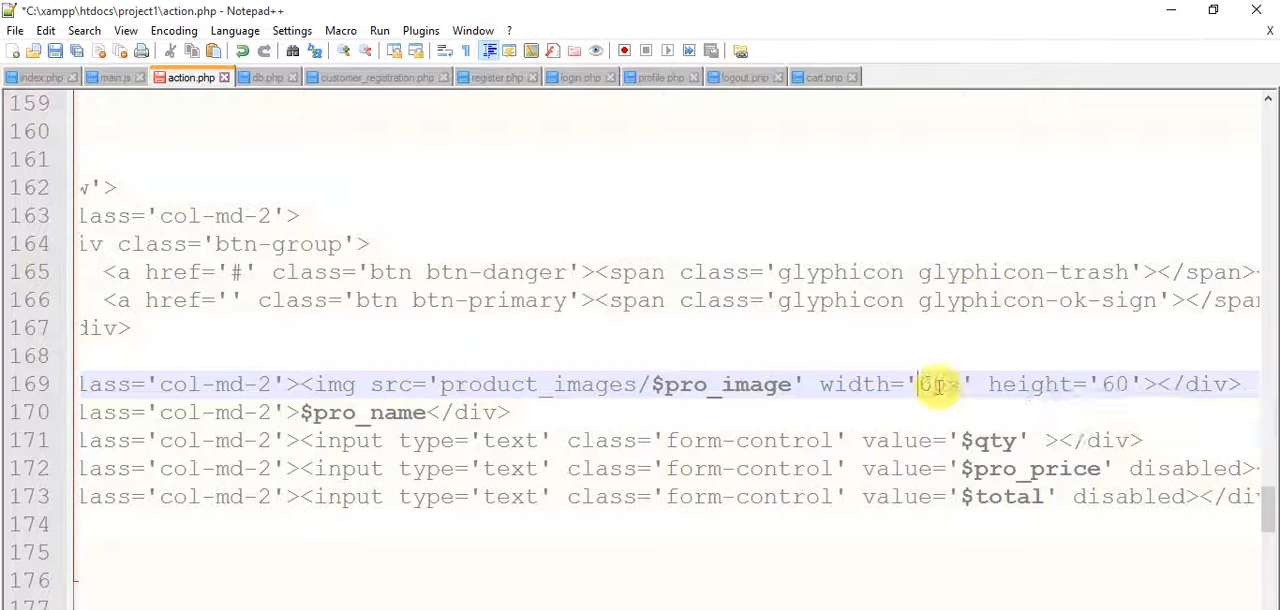 *C:\xampp\htdocs\project1\action.php - Notepad++
File Edit Search View Encoding Language Settings Macro Run Plugins Window ?
X
index.php main.js action.php db.php customer_registration.php register.php login.php profile.php logout.php cart.php
159
160
161
162 w'>
163 lass='col-md-2'>
164 iv class='btn-group'>
165 <a href='#' class='btn btn-danger'><span class='glyphicon glyphicon-trash'></span><
166 <a href='' class='btn btn-primary'><span class='glyphicon glyphicon-ok-sign'></spa
167 div>
168
169 lass='col-md-2'><img src='product_images/$pro_image' width=' ' height='60'></div>
170 lass='col-md-2'>$pro_name</div>
171 lass='col-md-2'><input type='text' class='form-control' value='$qty' ></div>
172 lass='col-md-2'><input type='text' class='form-control' value='$pro_price' disabled><
173 lass='col-md-2'><input type='text' class='form-control' value='$total' disabled></di
174
175
176
177